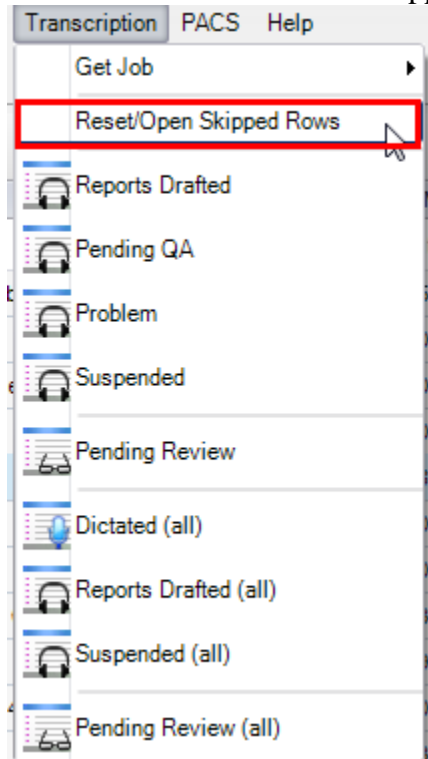 Transcription PACS Help
Get Job
Reset/Open Skipped Rows
Reports Drafted
Pending QA
Problem
Suspended
Pending Review
Dictated (all)
Reports Drafted (all)
Suspended (all)
Pending Review (all)